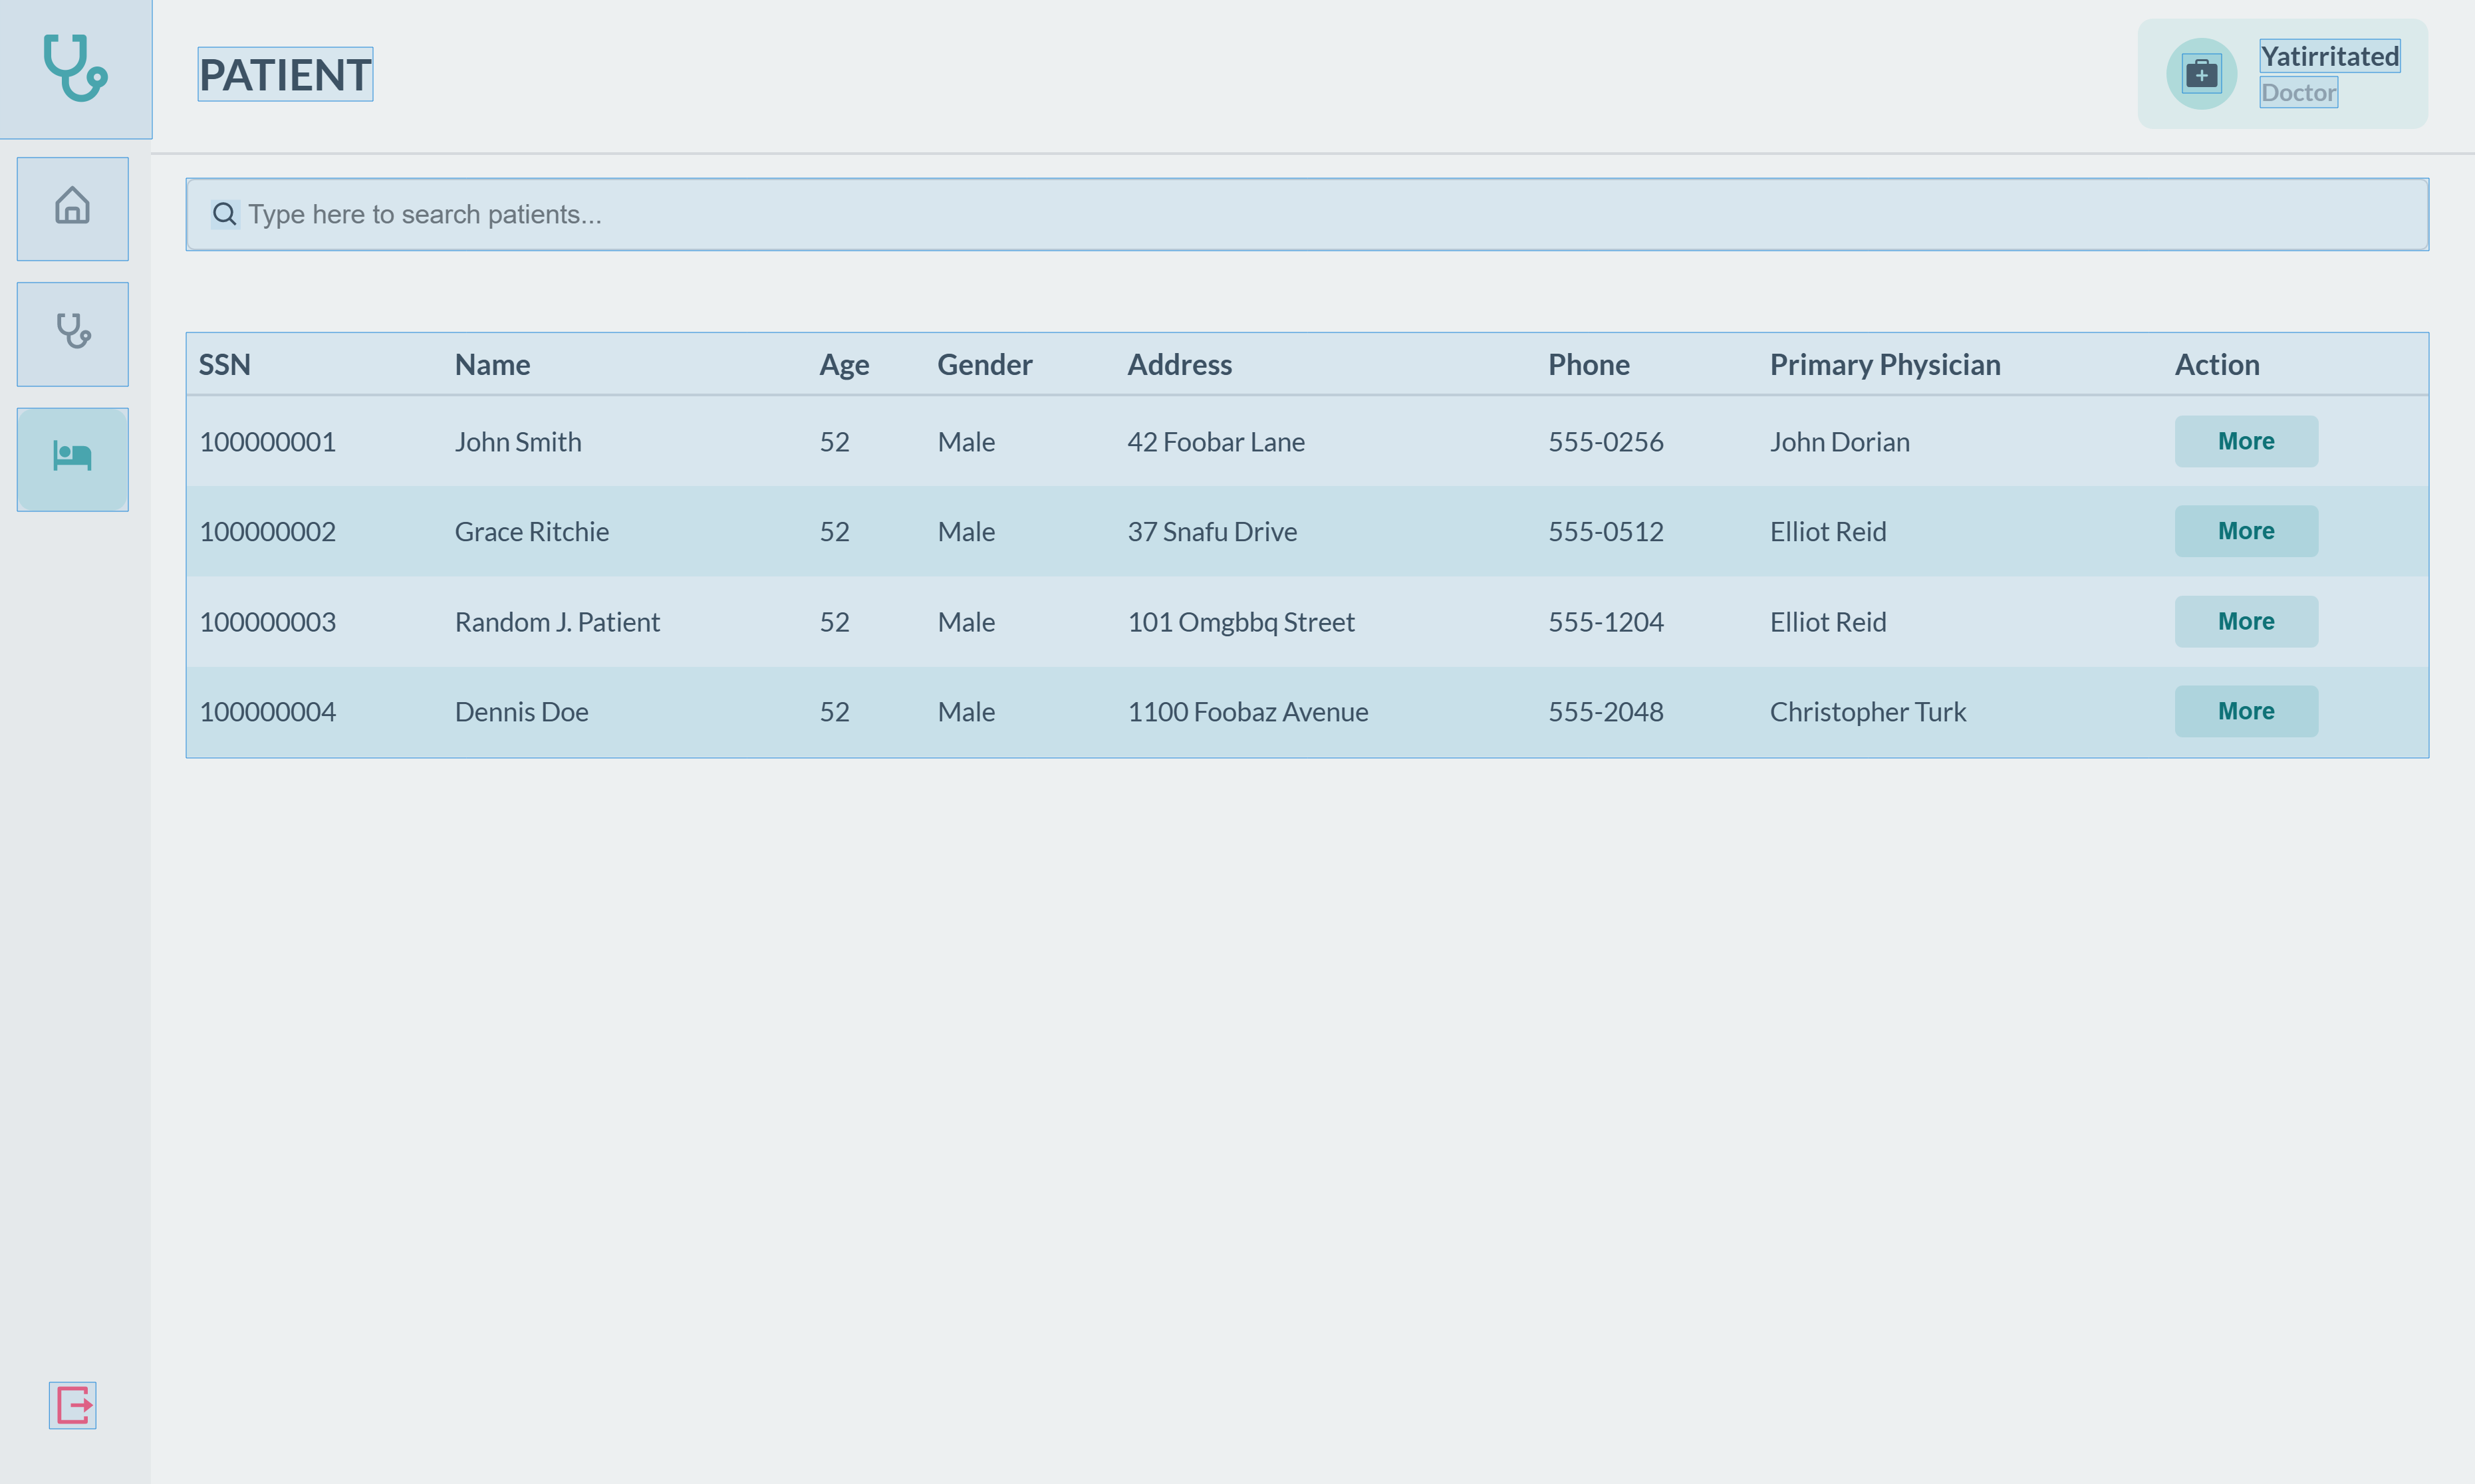 PATIENT
Yatirritated
Doctor
Type here to search patients...
SSN Name Age Gender Address Phone Primary Physician Action
100000001 John Smith 52 Male 42 Foobar Lane 555-0256 John Dorian More
100000002 Grace Ritchie 52 Male 37 Snafu Drive 555-0512 Elliot Reid More
100000003 Random J. Patient 52 Male 101 Omgbbq Street 555-1204 Elliot Reid More
100000004 Dennis Doe 52 Male 1100 Foobaz Avenue 555-2048 Christopher Turk More